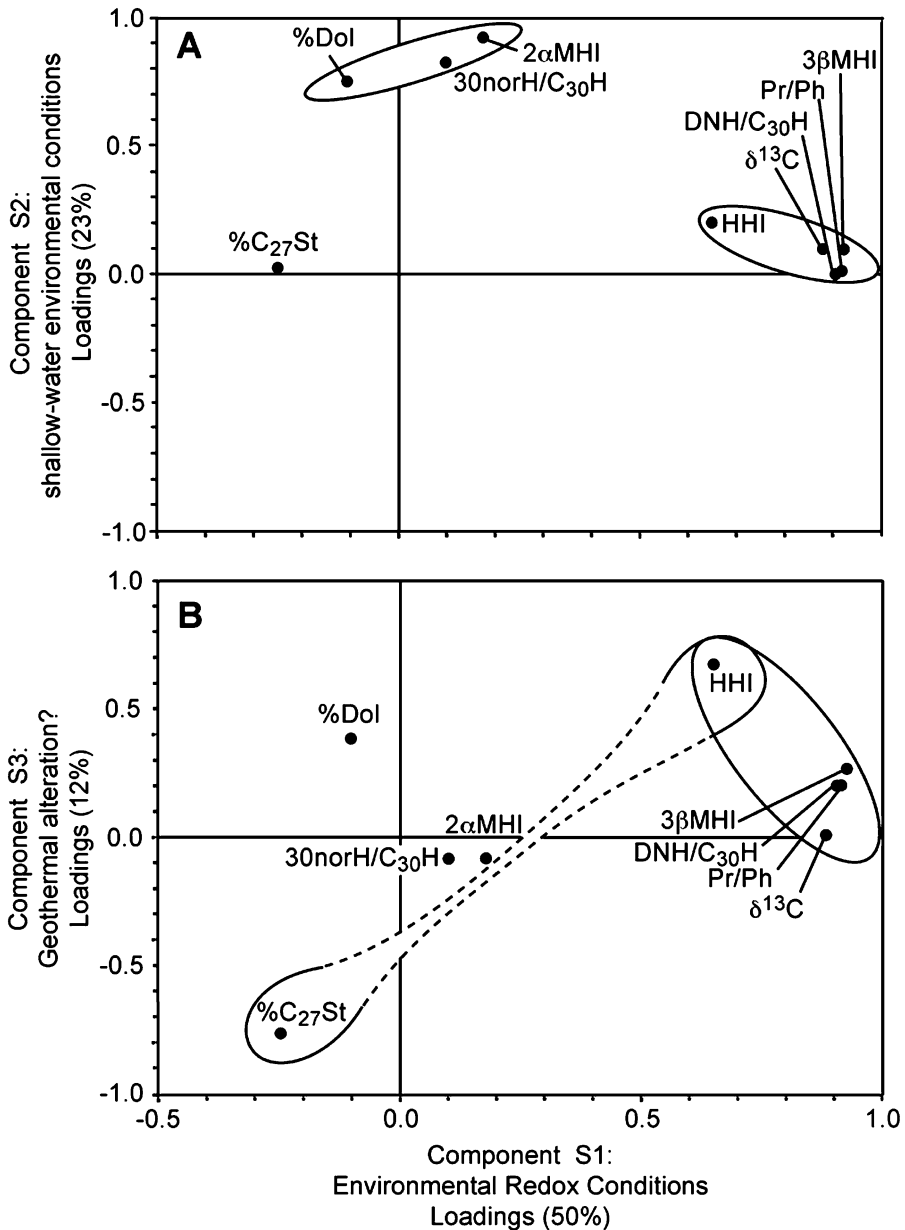 A
1.0
0.5
0.0
-0.5
-1.0
Component S2:
shallow-water environmental conditions
Loadings (23%)
%Dol
2αMHI
30norH/C30H
3βMHI
Pr/Ph
DNH/C30H
δ13C
HHI
%C27St
B
1.0
0.5
0.0
-0.5
-1.0
Component S3:
Geothermal alteration?
Loadings (12%)
HHI
%Dol
2αMHI
30norH/C30H
3βMHI
DNH/C30H
Pr/Ph
δ13C
%C27St
-0.5
0.0
0.5
1.0
Component S1:
Environmental Redox Conditions
Loadings (50%)